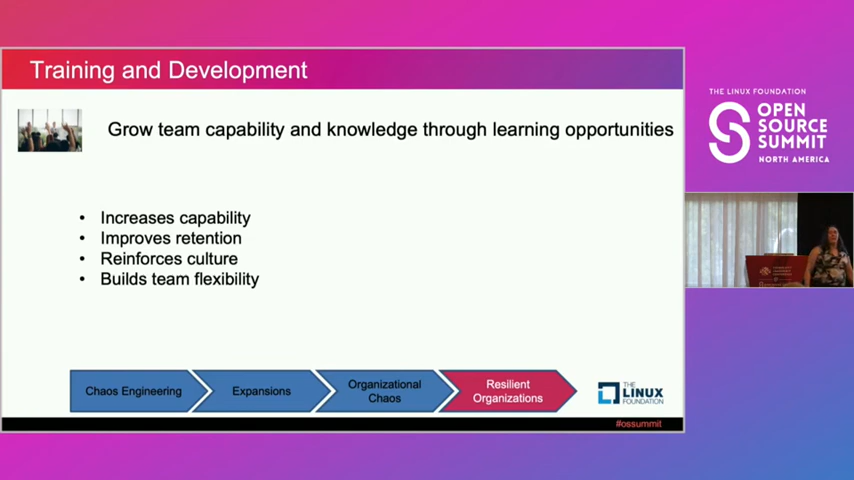 Training and Development
Grow team capability and knowledge through learning opportunities
• Increases capability
• Improves retention
• Reinforces culture
• Builds team flexibility
Chaos Engineering
Expansions
Organizational
Chaos
Resilient
Organizations
THE
LINUX
FOUNDATION
#ossummit
THE LINUX FOUNDATION
OPEN
SOURCE
SUMMIT
NORTH AMERICA